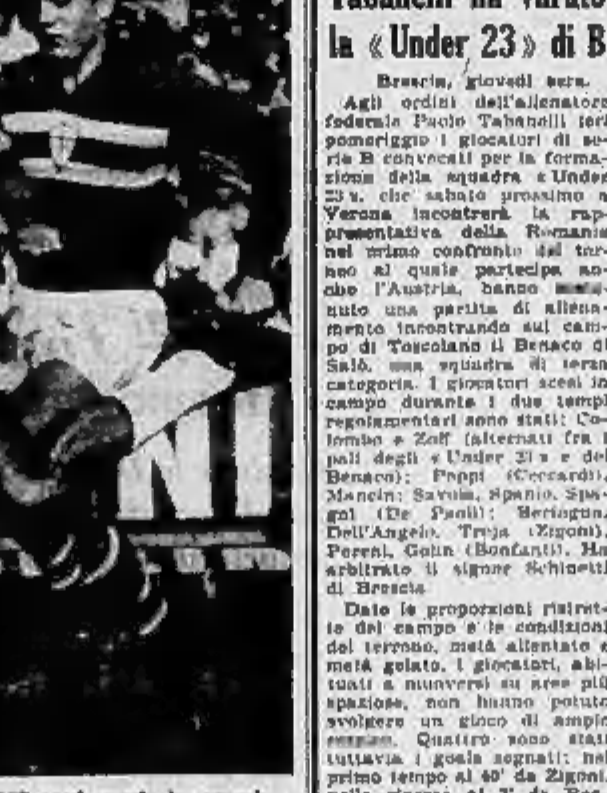 la « Under 23 » di B
Brescia, giovedì sera.
Agli ordini dell'allenatore
federale Paolo Tabanelli ieri
pomeriggio i giocatori di se-
rie B convocati per la forma-
zione della squadra « Under
23 », che sabato prossimo a
Verona incontrerà la rap-
presentativa della Romania
nel primo confronto del tor-
neo al quale partecipa an-
che l'Austria, hanno
nuto una partita di allena-
mento incontrando sul cam-
po di Toscolano il Benaco di
Salò, una squadra di terza
categoria. I giocatori scesi in
campo durante i due tempi
regolamentari sono stati: Co-
lombo e Zoff (alternati fra i
pali degli « Under 23 » e del
Benaco); Poppi (Ceccardi),
Mancin; Savoia, Spanio, Spa-
gni (De Paoli);
Dell'Angelo, Troja (Zigoni),
Pereni, Golin (Bonfanti). Ha
arbitrato il signor Schinetti
di Brescia
Dato le proporzioni ristret-
te del campo e le condizioni
del terreno, metà allentato e
metà gelato, i giocatori, abi-
tuati a muoversi su aree più
spaziose, non hanno potuto
svolgere un gioco di ampio
Quattro sono stati
tuttavia i goals segnati: nel
primo tempo al 40' da Zigoni,
NI